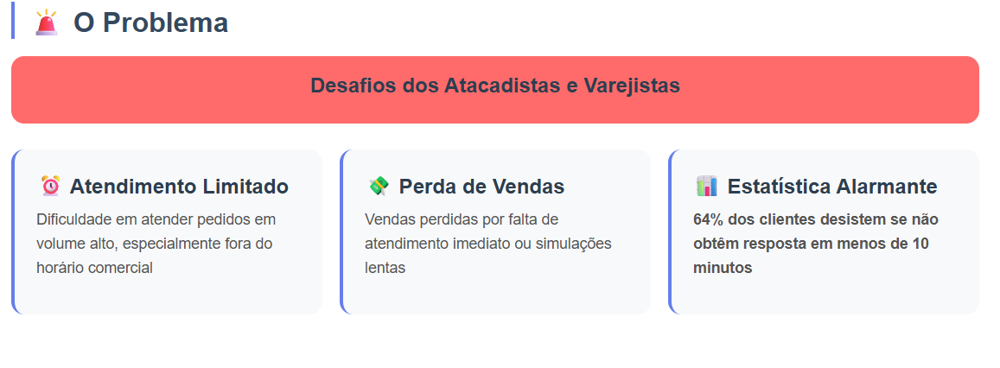 O Problema
Desafios dos Atacadistas e Varejistas
Atendimento Limitado
Dificuldade em atender pedidos em
volume alto, especialmente fora do
horário comercial
Perda de Vendas
Vendas perdidas por falta de
atendimento imediato ou simulações
lentas
Estatística Alarmante
64% dos clientes desistem se não
obtêm resposta em menos de 10
minutos